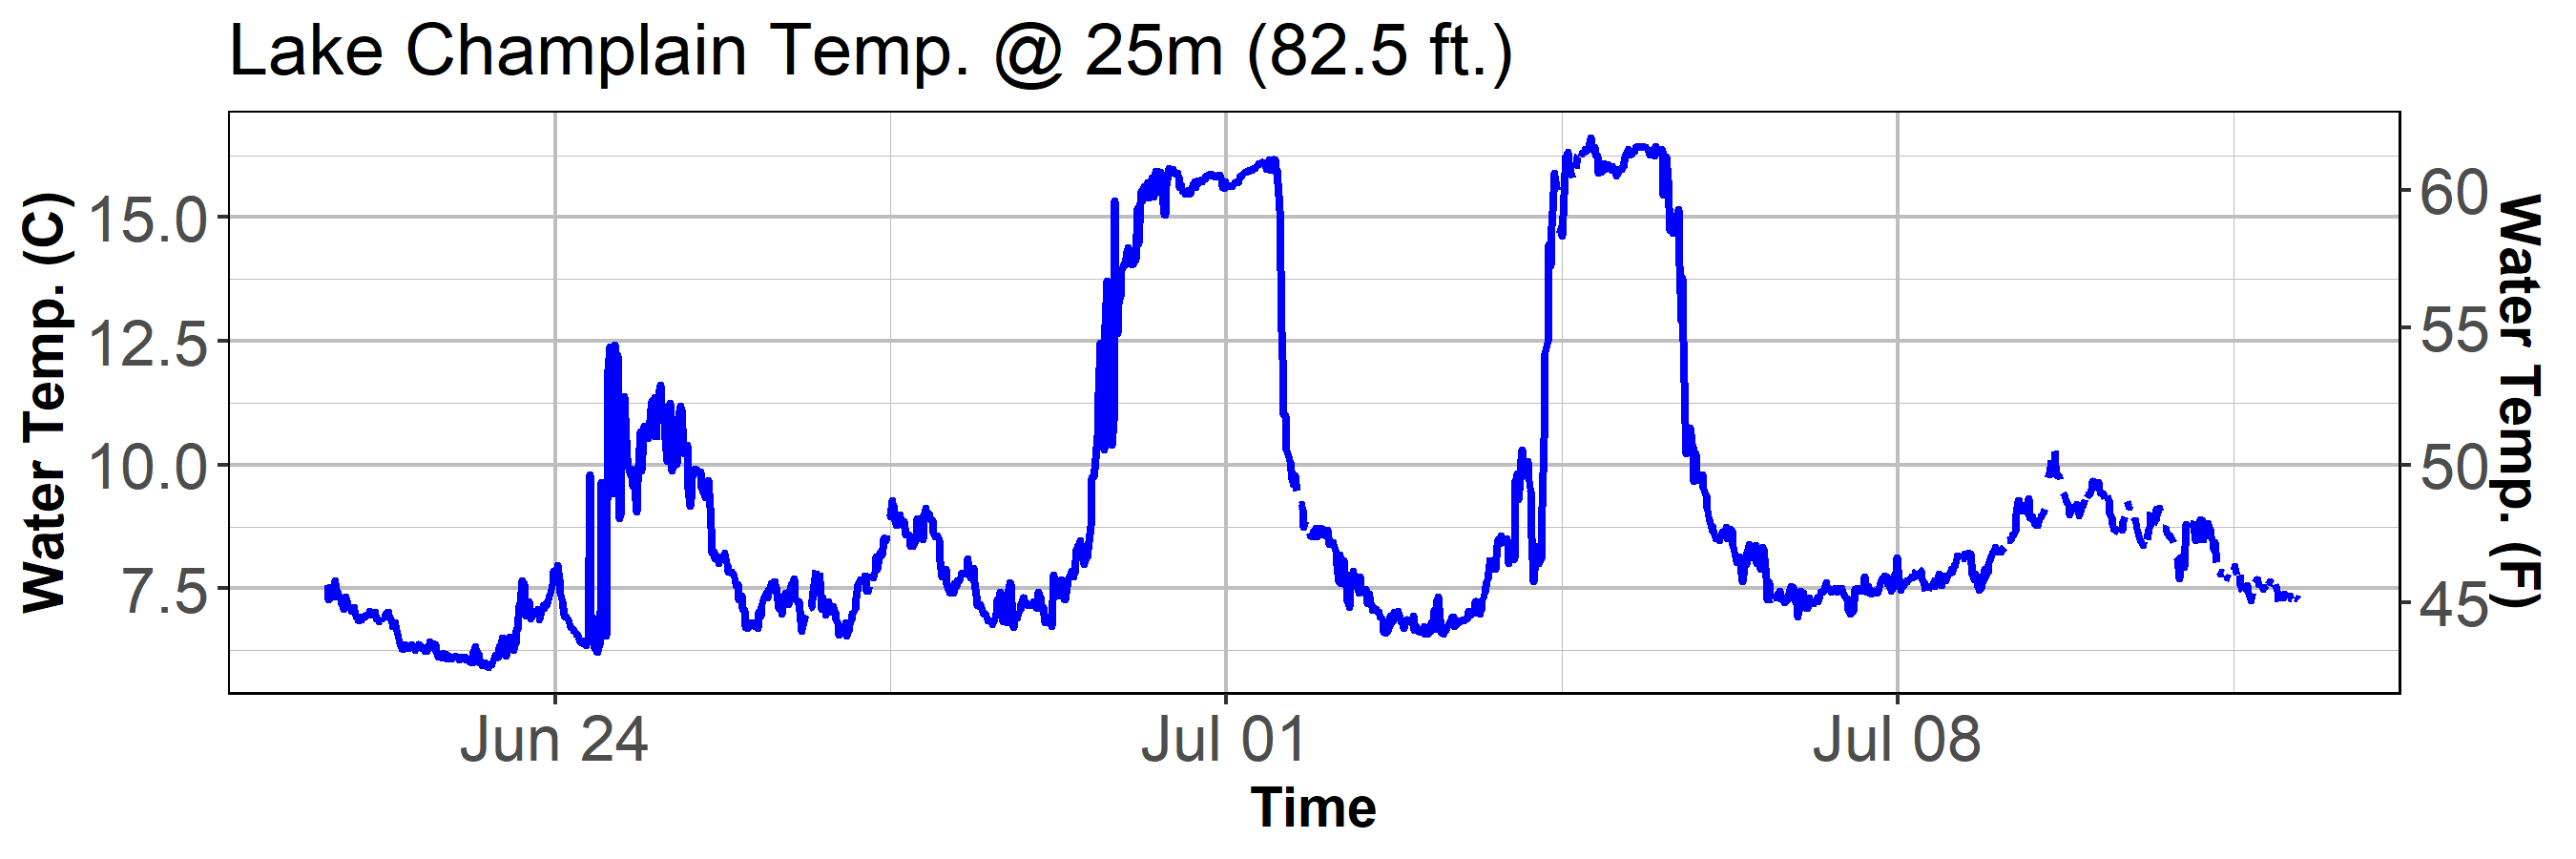 Lake Champlain Temp. @ 25m (82.5 ft.)
Water Temp. (C)
15.0
12.5
10.0
7.5
60
55
50
45
Water Temp. (F)
Jun 24 Jul 01 Jul 08
Time